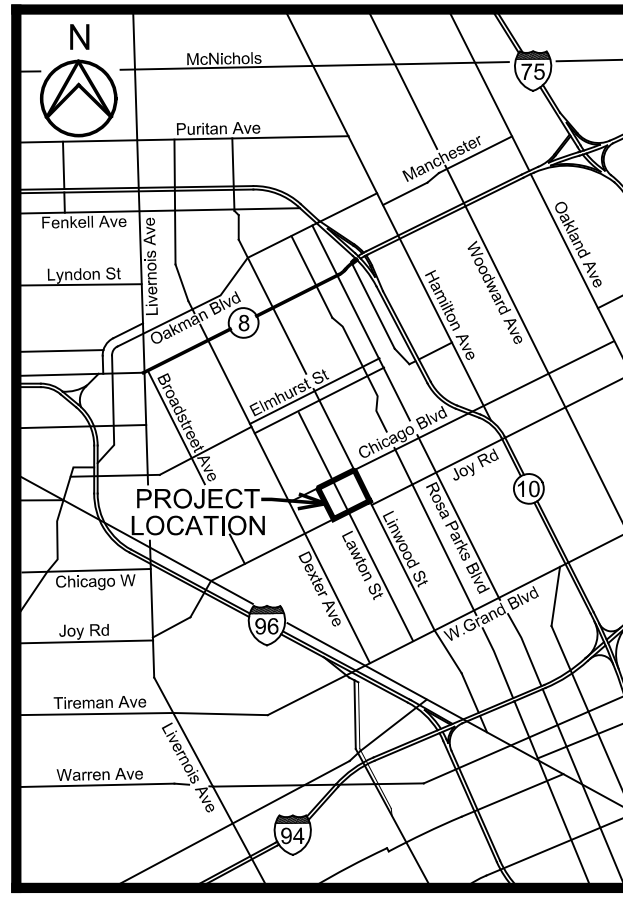 N
McNichols
75
Puritan Ave
Manchester
Fenkell Ave
Livernois Ave
Oakland Ave
Woodward Ave
Hamilton Ave
Lyndon St
Oakman Blvd
8
Broadstreet Ave
Elmhurst St
Chicago Blvd
Joy Rd
10
PROJECT
LOCATION
Rosa Parks Blvd
Linwood St
Lawton St
Dexter Ave
Chicago W
W.Grand Blvd
96
Joy Rd
Tireman Ave
Livernois Ave
Warren Ave
94